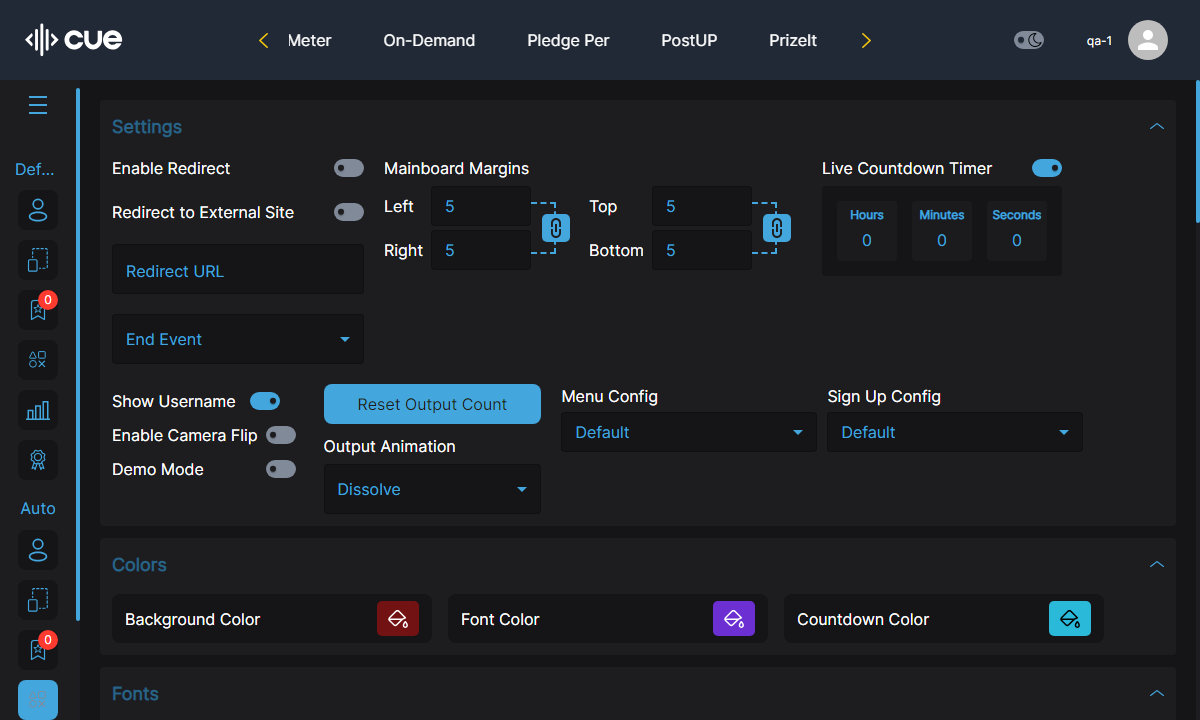 cue
Meter
On-Demand
Pledge Per
PostUP
PrizeIt
qa-1
Def...
0
Auto
0
Settings
Enable Redirect
Redirect to External Site
Redirect URL
End Event
Mainboard Margins
Left 5
Right 5
Top 5
Bottom 5
Live Countdown Timer
Hours Minutes Seconds
0 0 0
Show Username
Enable Camera Flip
Demo Mode
Reset Output Count
Output Animation
Dissolve
Menu Config
Default
Sign Up Config
Default
Colors
Background Color
Font Color
Countdown Color
Fonts